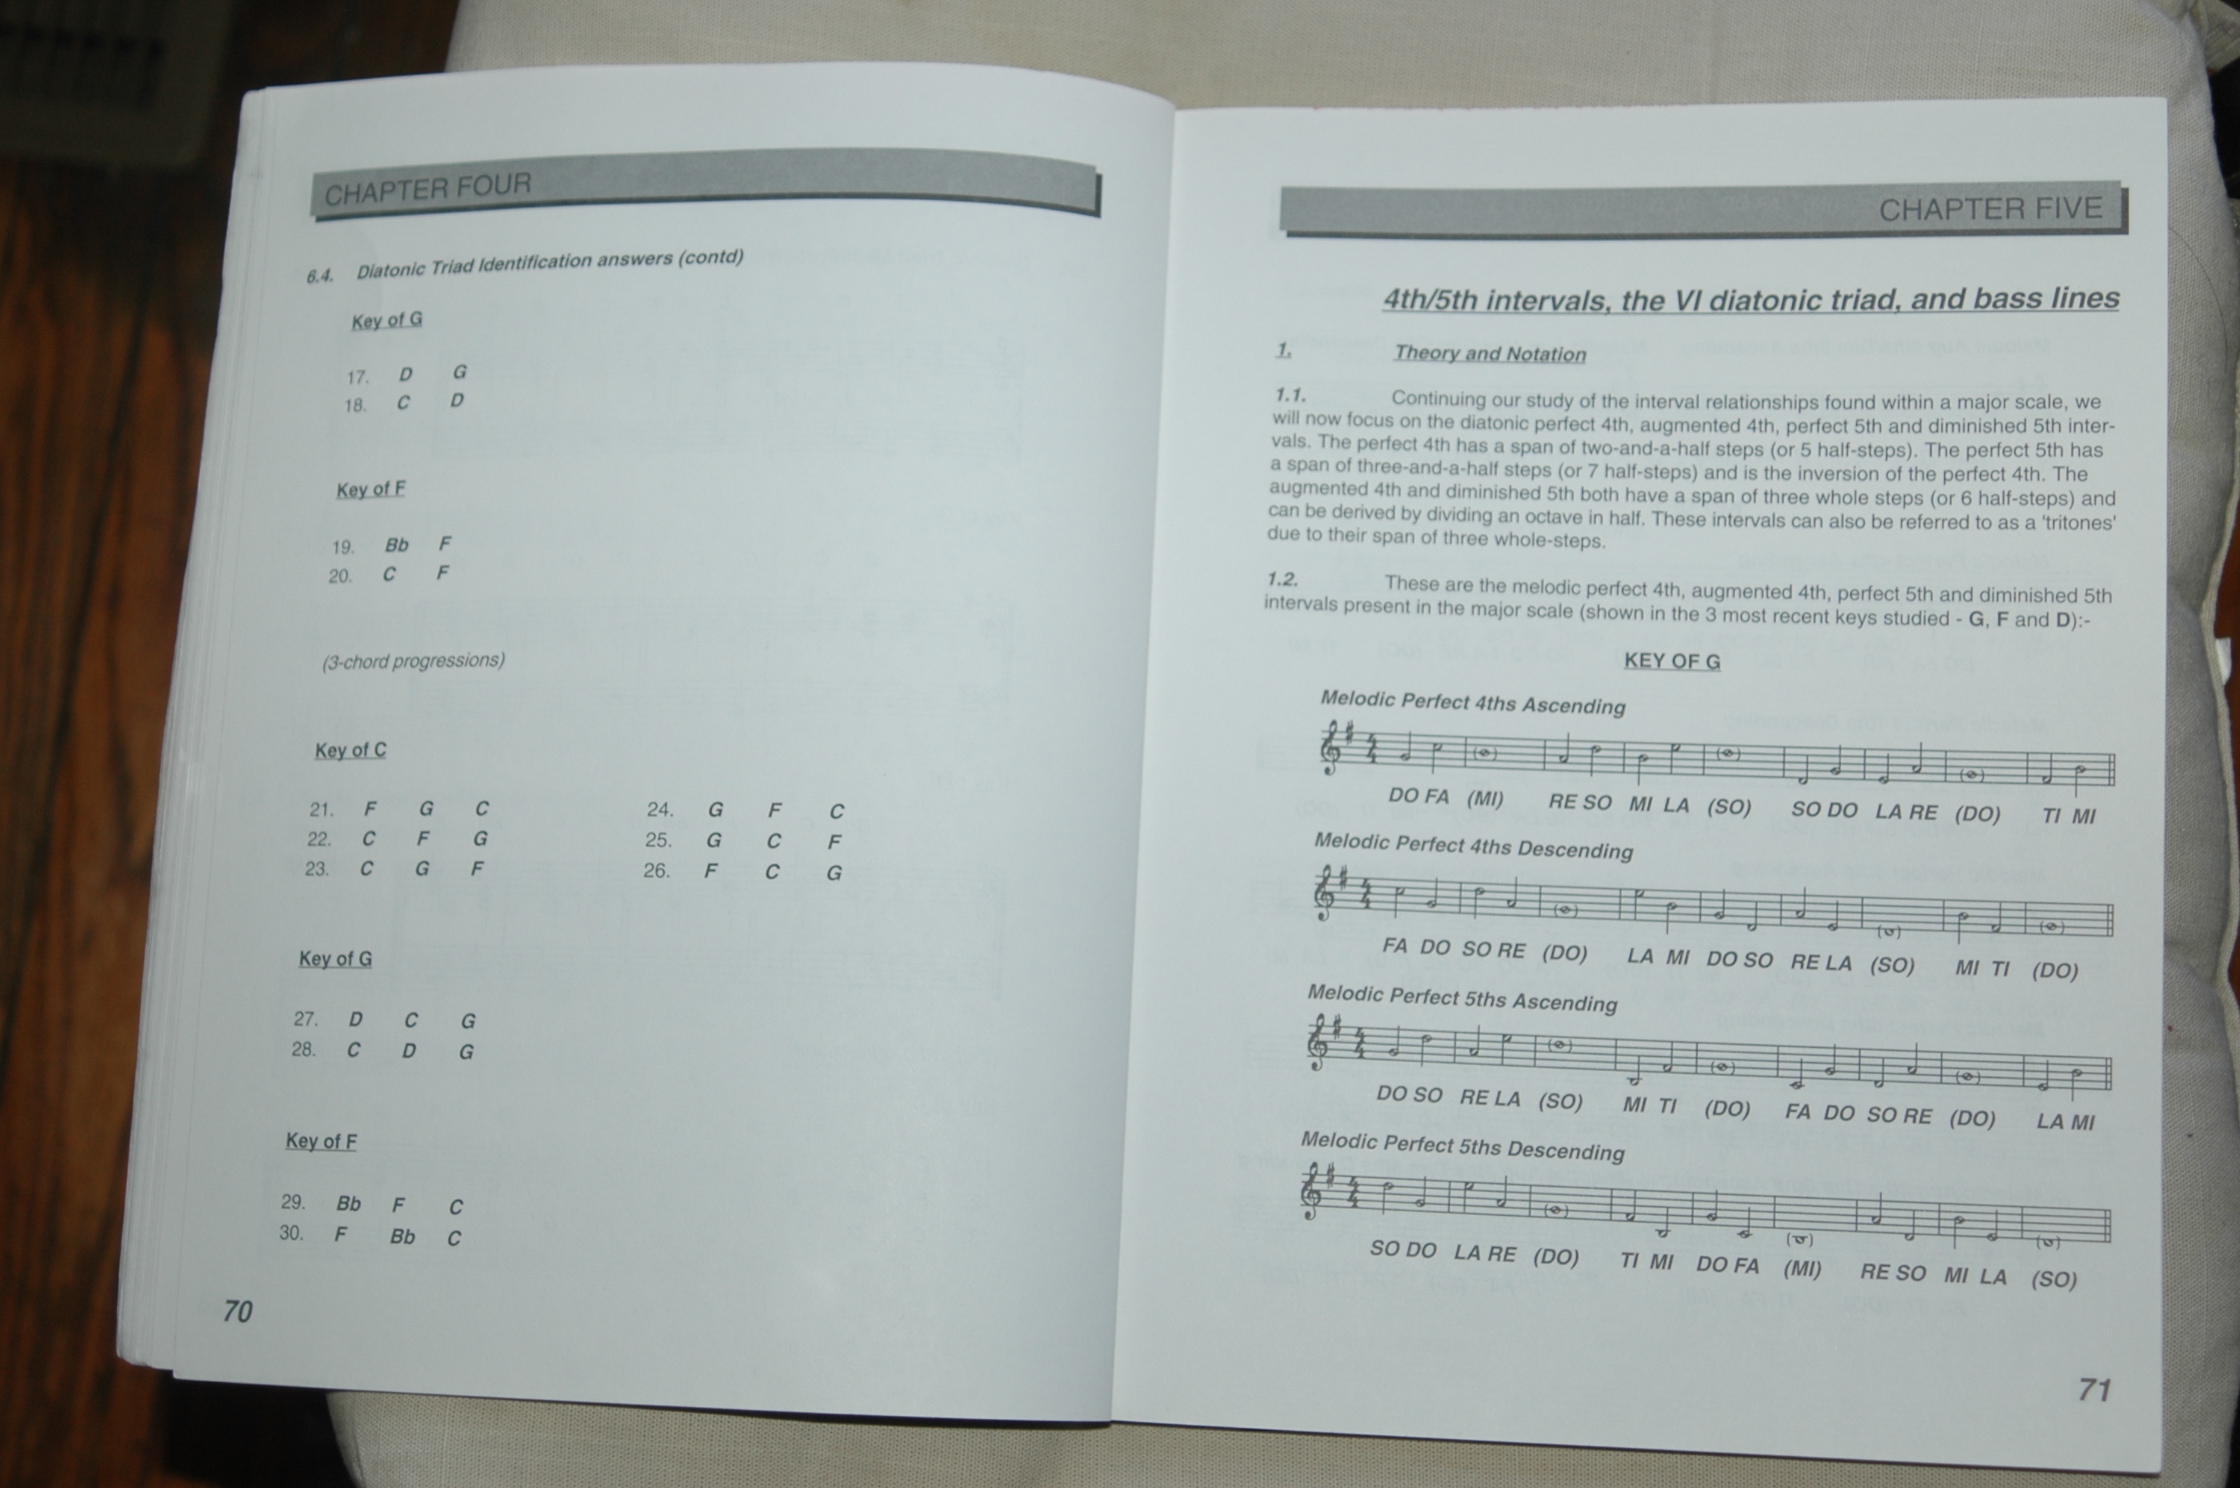 CHAPTER FOUR
6.4. Diatonic Triad Identification answers (contd)
Key of G
17. D G
18. C D
Key of F
19. Bb F
20. C F
(3-chord progressions)
Key of C
21. F G C 24. G F C
22. C F G 25. G C F
23. C G F 26. F C G
Key of G
27. D C G
28. C D G
Key of F
29. Bb F C
30. F Bb C
70
CHAPTER FIVE
4th/5th intervals, the VI diatonic triad, and bass lines
1. Theory and Notation
1.1. Continuing our study of the interval relationships found within a major scale, we
will now focus on the diatonic perfect 4th, augmented 4th, perfect 5th and diminished 5th inter-
vals. The perfect 4th has a span of two-and-a-half steps (or 5 half-steps). The perfect 5th has
a span of three-and-a-half steps (or 7 half-steps) and is the inversion of the perfect 4th. The
augmented 4th and diminished 5th both have a span of three whole steps (or 6 half-steps) and
can be derived by dividing an octave in half. These intervals can also be referred to as a 'tritones'
due to their span of three whole-steps.
1.2. These are the melodic perfect 4th, augmented 4th, perfect 5th and diminished 5th
intervals present in the major scale (shown in the 3 most recent keys studied - G, F and D):-
KEY OF G
Melodic Perfect 4ths Ascending
4 4
DO FA (MI) RE SO MI LA (SO) SO DO LA RE (DO) TI MI
Melodic Perfect 4ths Descending
4 4
FA DO SO RE (DO) LA MI DO SO RE LA (SO) MI TI (DO)
Melodic Perfect 5ths Ascending
4 4
DO SO RE LA (SO) MI TI (DO) FA DO SO RE (DO) LA MI
Melodic Perfect 5ths Descending
4 4
SO DO LA RE (DO) TI MI DO FA (MI) RE SO MI LA (SO)
71